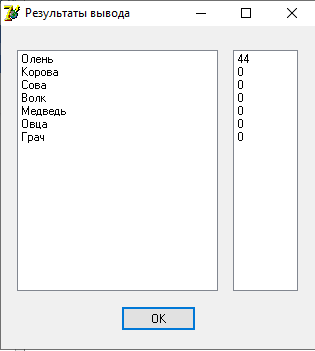 Результаты вывода
Олень 44
Корова 0
Сова 0
Волк 0
Медведь 0
Овца 0
Грач 0
OK